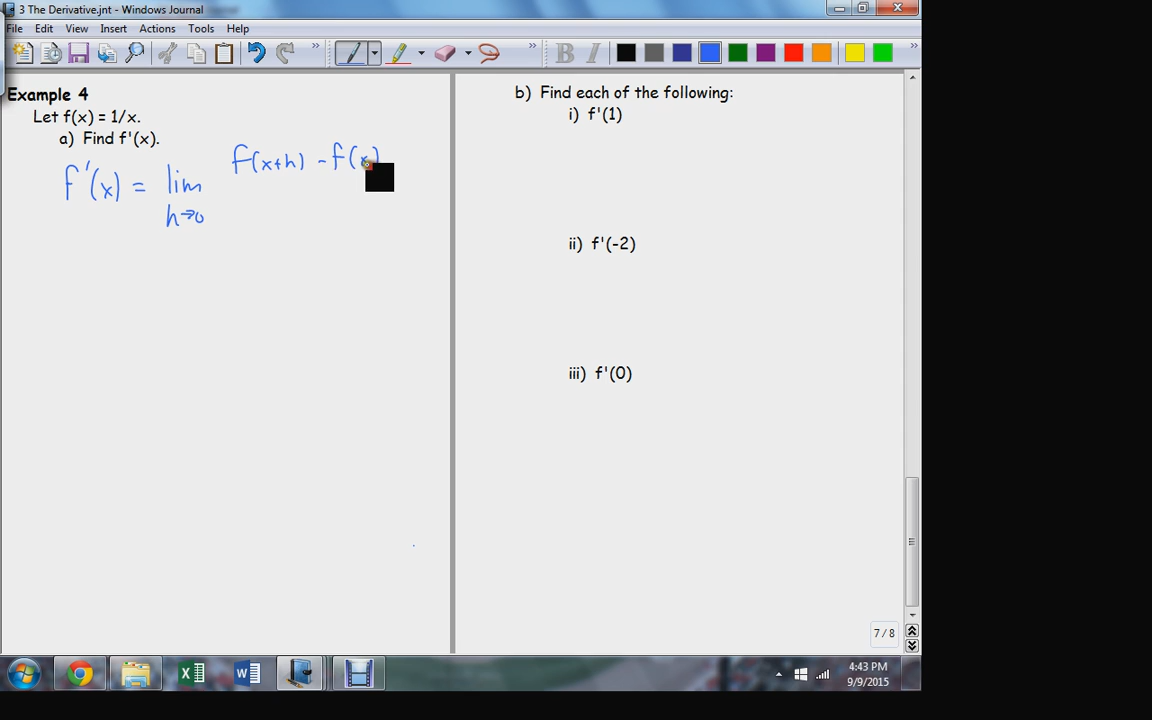 3 The Derivative.jnt - Windows Journal
File Edit View Insert Actions Tools Help
Example 4
Let f(x) = 1/x.
a) Find f'(x).
f(x+h) - f(x)
f'(x) = lim
h→0
b) Find each of the following:
i) f'(1)
ii) f'(-2)
iii) f'(0)
7 / 8
4:43 PM
9/9/2015